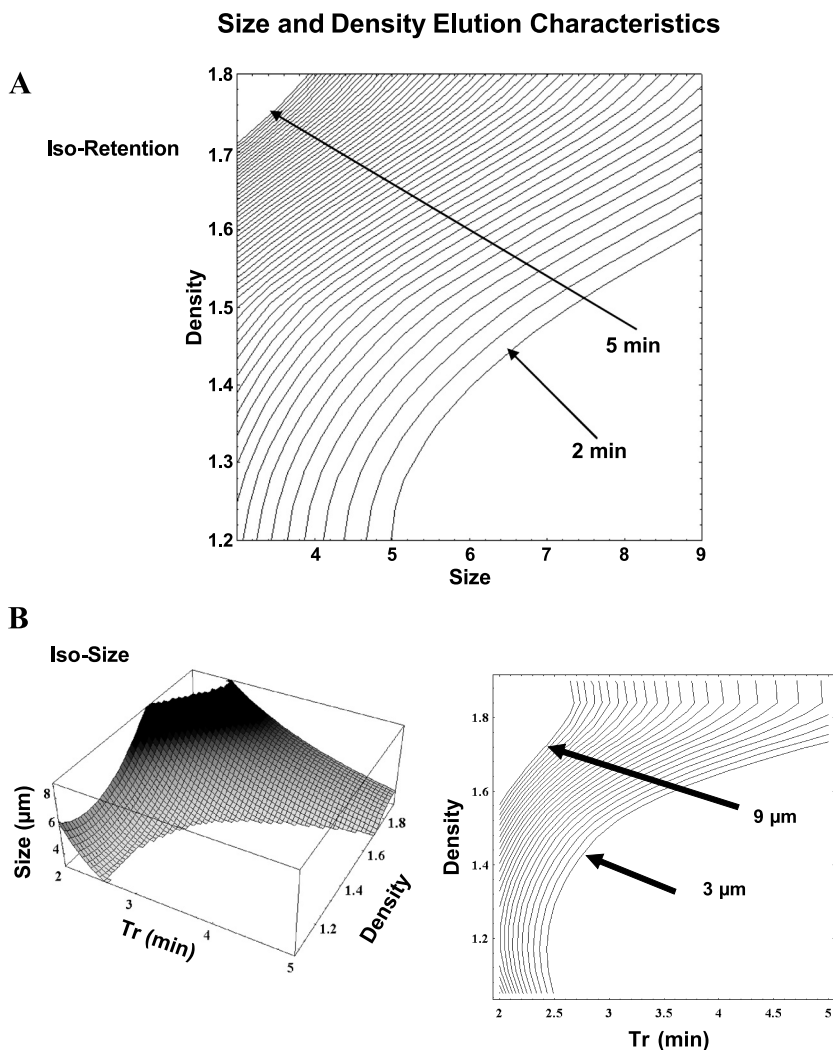 Size and Density Elution Characteristics
A
Iso-Retention
Density
1.8
1.7
1.6
1.5
1.4
1.3
1.2
5 min
2 min
4 5 6 7 8 9
Size
B
Iso-Size
Size (µm)
8
6
4
2
3
4
5
Tr (min)
1.8
1.6
1.4
1.2
Density
Density
1.8
1.6
1.4
1.2
9 µm
3 µm
2 2.5 3 3.5 4 4.5 5
Tr (min)